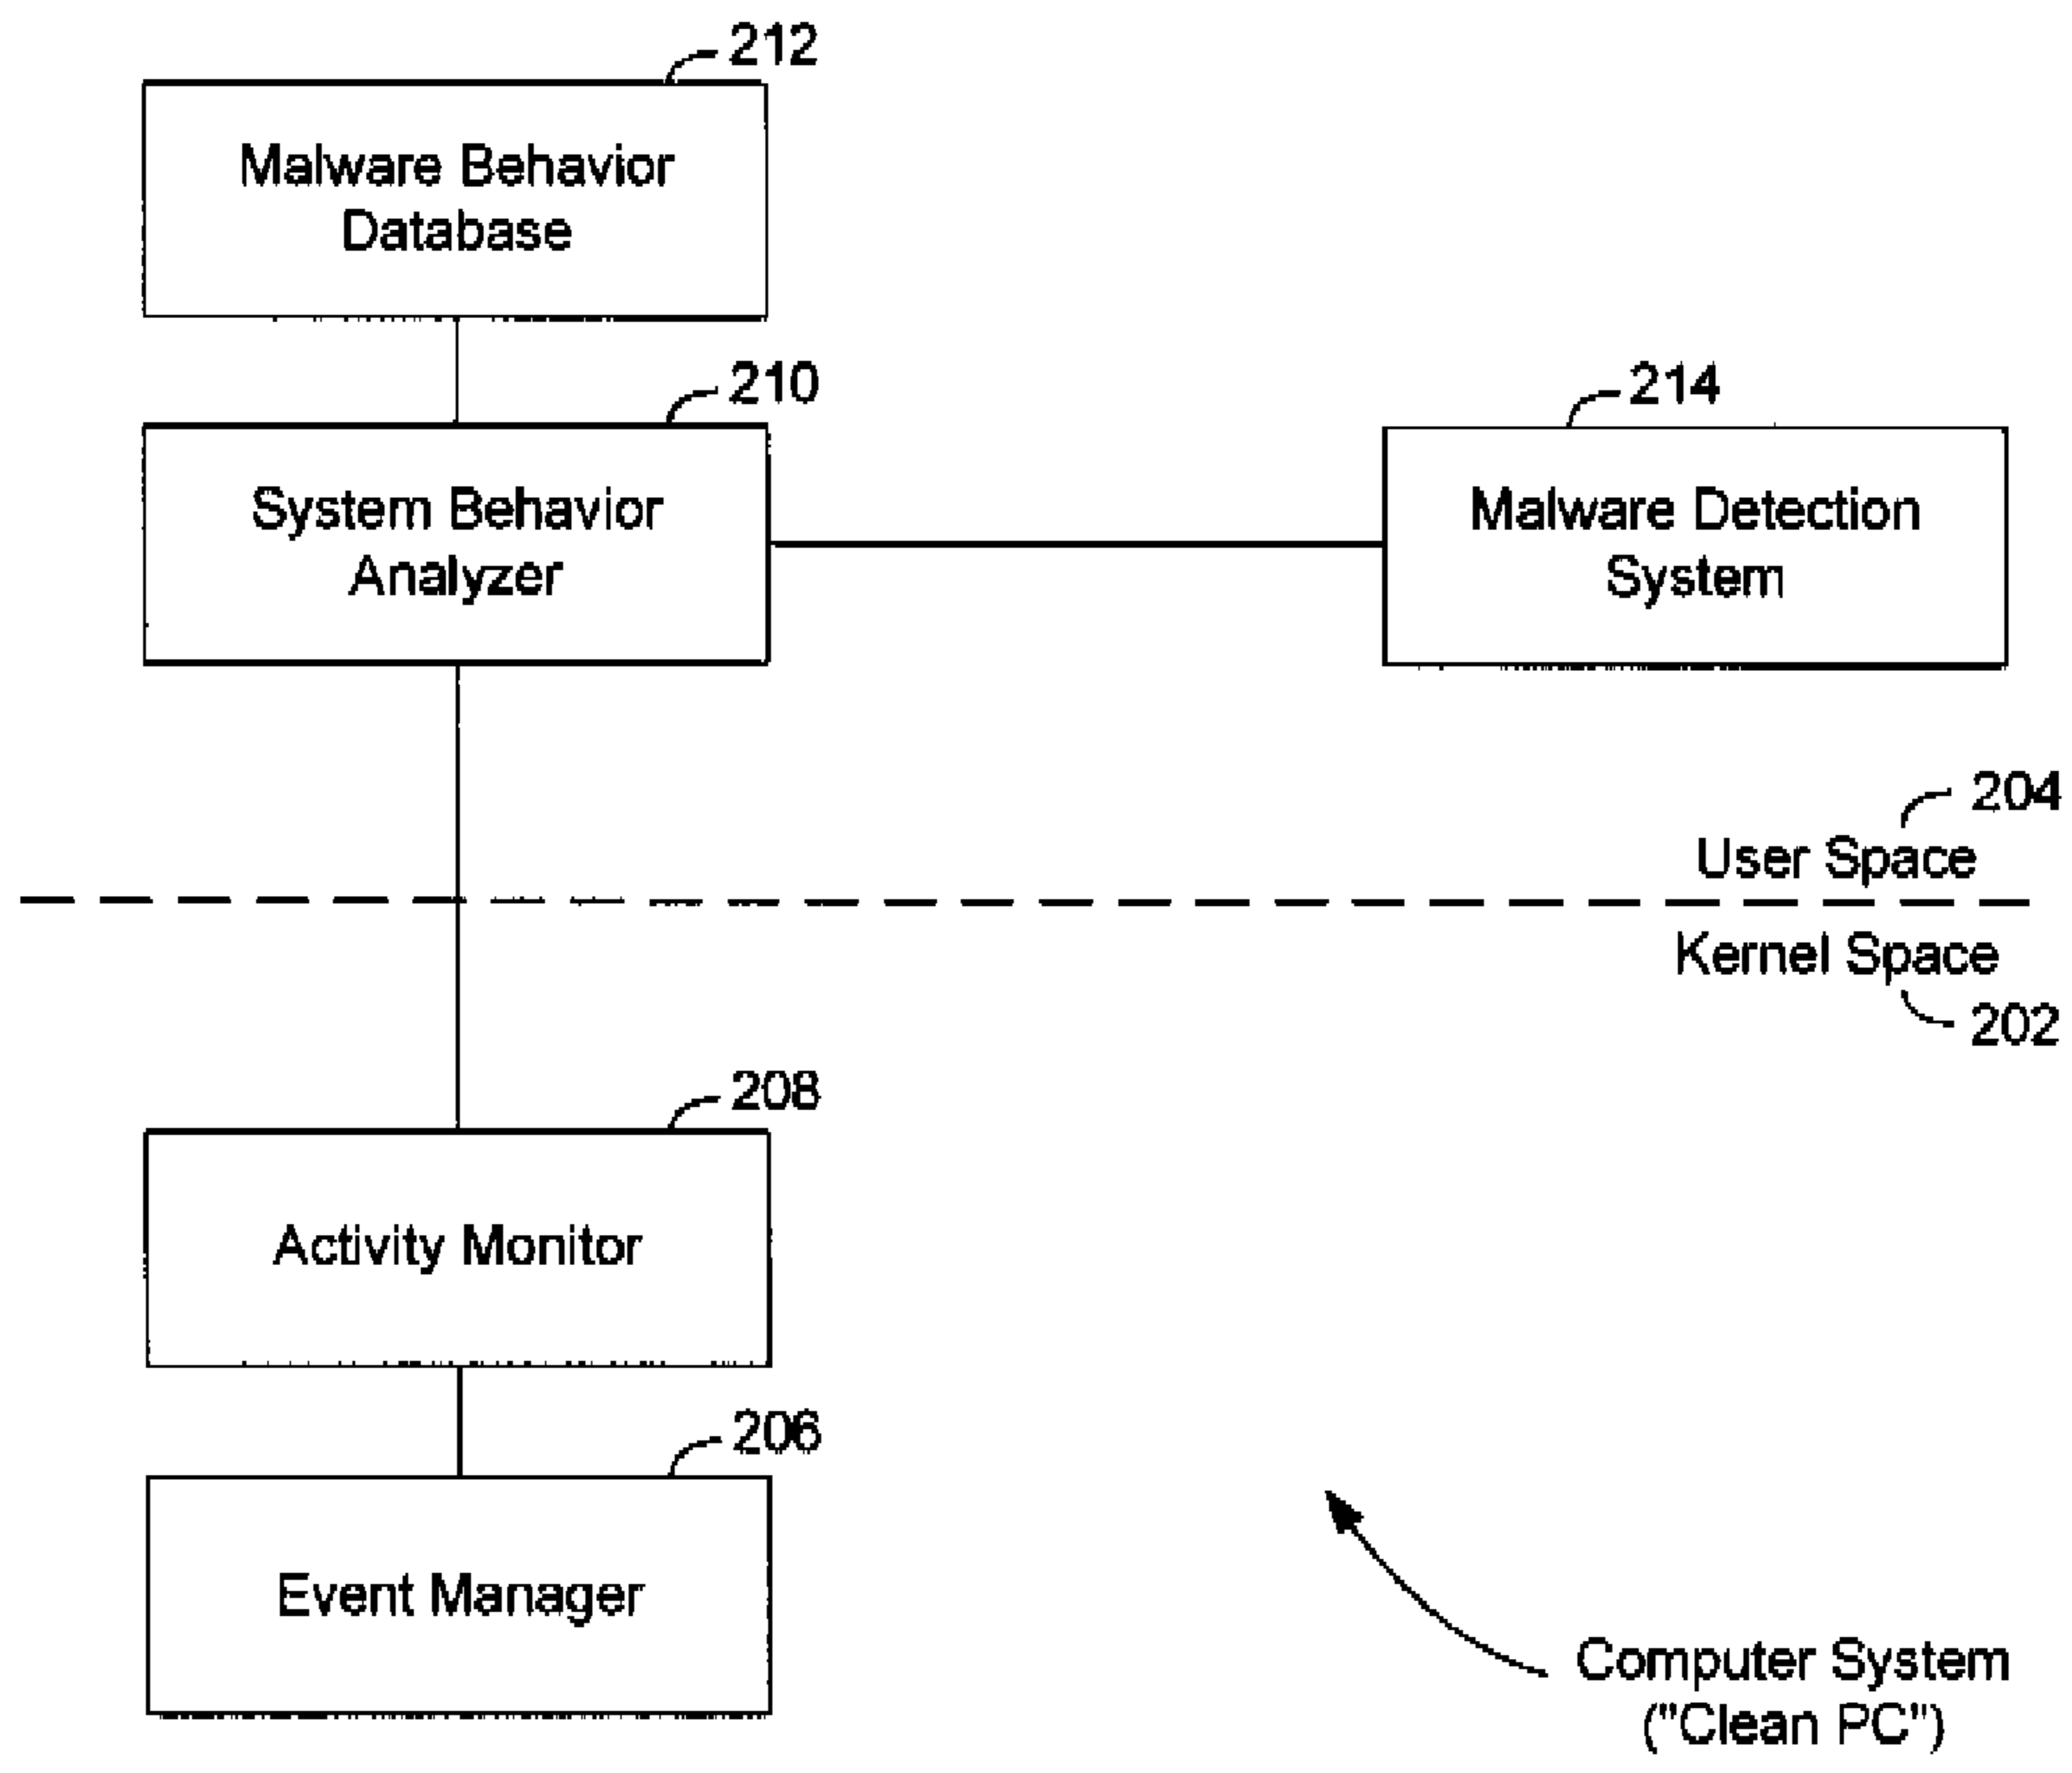 212
Malware Behavior
Database
210
System Behavior
Analyzer
214
Malware Detection
System
204
User Space
Kernel Space
202
208
Activity Monitor
206
Event Manager
Computer System
("Clean PC")